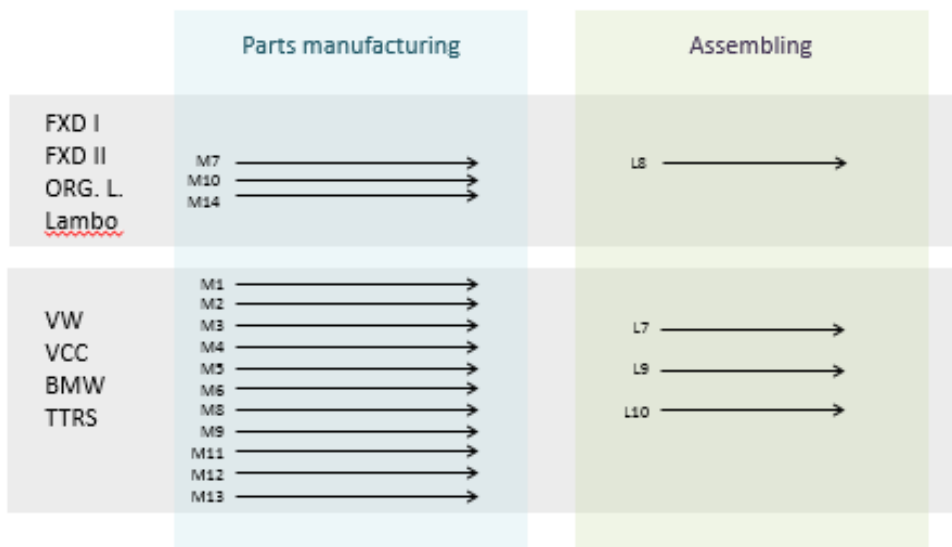 Parts manufacturing
Assembling
FXD I
FXD II
ORG. L.
Lambo
M7
M10
M14
L8
VW
VCC
BMW
TTRS
M1
M2
M3
M4
M5
M6
M8
M9
M11
M12
M13
L7
L9
L10